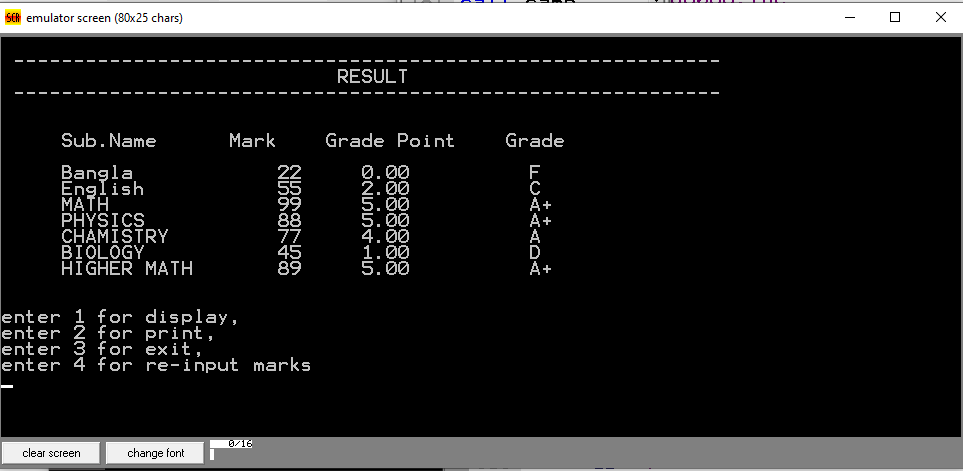 emulator screen (80x25 chars)
------------------------------------------------------------
RESULT
------------------------------------------------------------
Sub.Name Mark Grade Point Grade
Bangla 22 0.00 F
English 55 2.00 C
MATH 99 5.00 A+
PHYSICS 88 5.00 A+
CHAMISTRY 77 4.00 A
BIOLOGY 45 1.00 D
HIGHER MATH 89 5.00 A+
enter 1 for display,
enter 2 for print,
enter 3 for exit,
enter 4 for re-input marks
clear screen change font 0/16